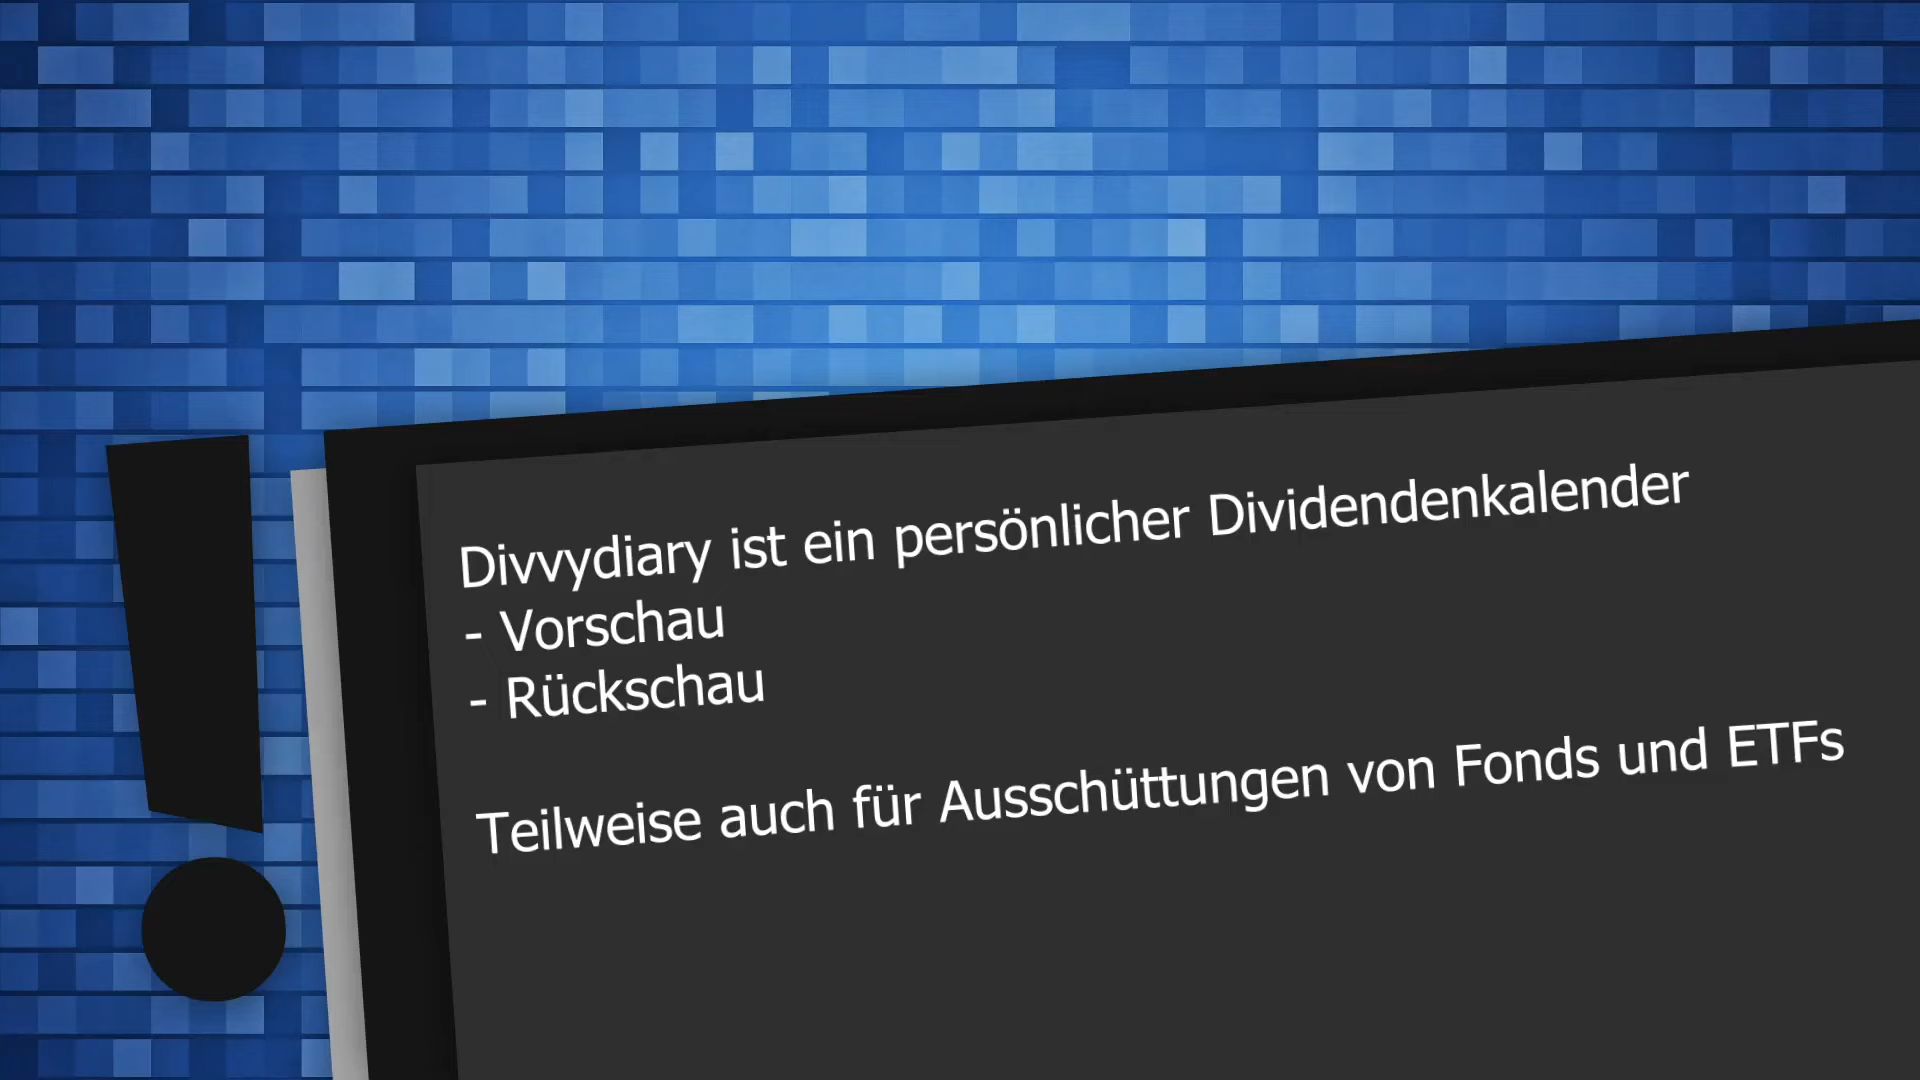 Divvydiary ist ein persönlicher Dividendenkalender
- Vorschau
- Rückschau
Teilweise auch für Ausschüttungen von Fonds und ETFs